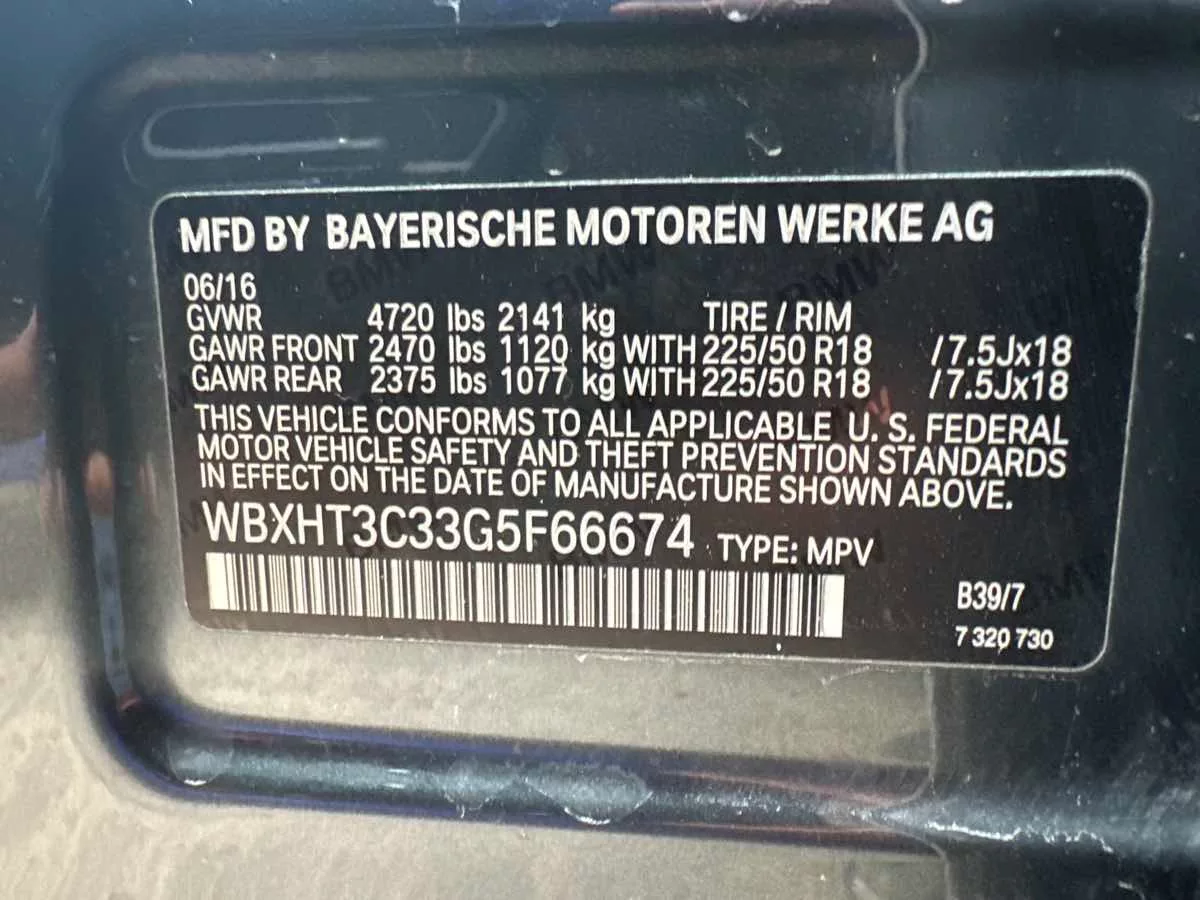 MFD BY BAYERISCHE MOTOREN WERKE AG
06/16
GVWR 4720 lbs 2141 kg TIRE / RIM
GAWR FRONT 2470 lbs 1120 kg WITH 225/50 R18 /7.5Jx18
GAWR REAR 2375 lbs 1077 kg WITH 225/50 R18 /7.5Jx18
THIS VEHICLE CONFORMS TO ALL APPLICABLE U. S. FEDERAL
MOTOR VEHICLE SAFETY AND THEFT PREVENTION STANDARDS
IN EFFECT ON THE DATE OF MANUFACTURE SHOWN ABOVE.
WBXHT3C33G5F66674 TYPE: MPV
B39/7
7 320 730